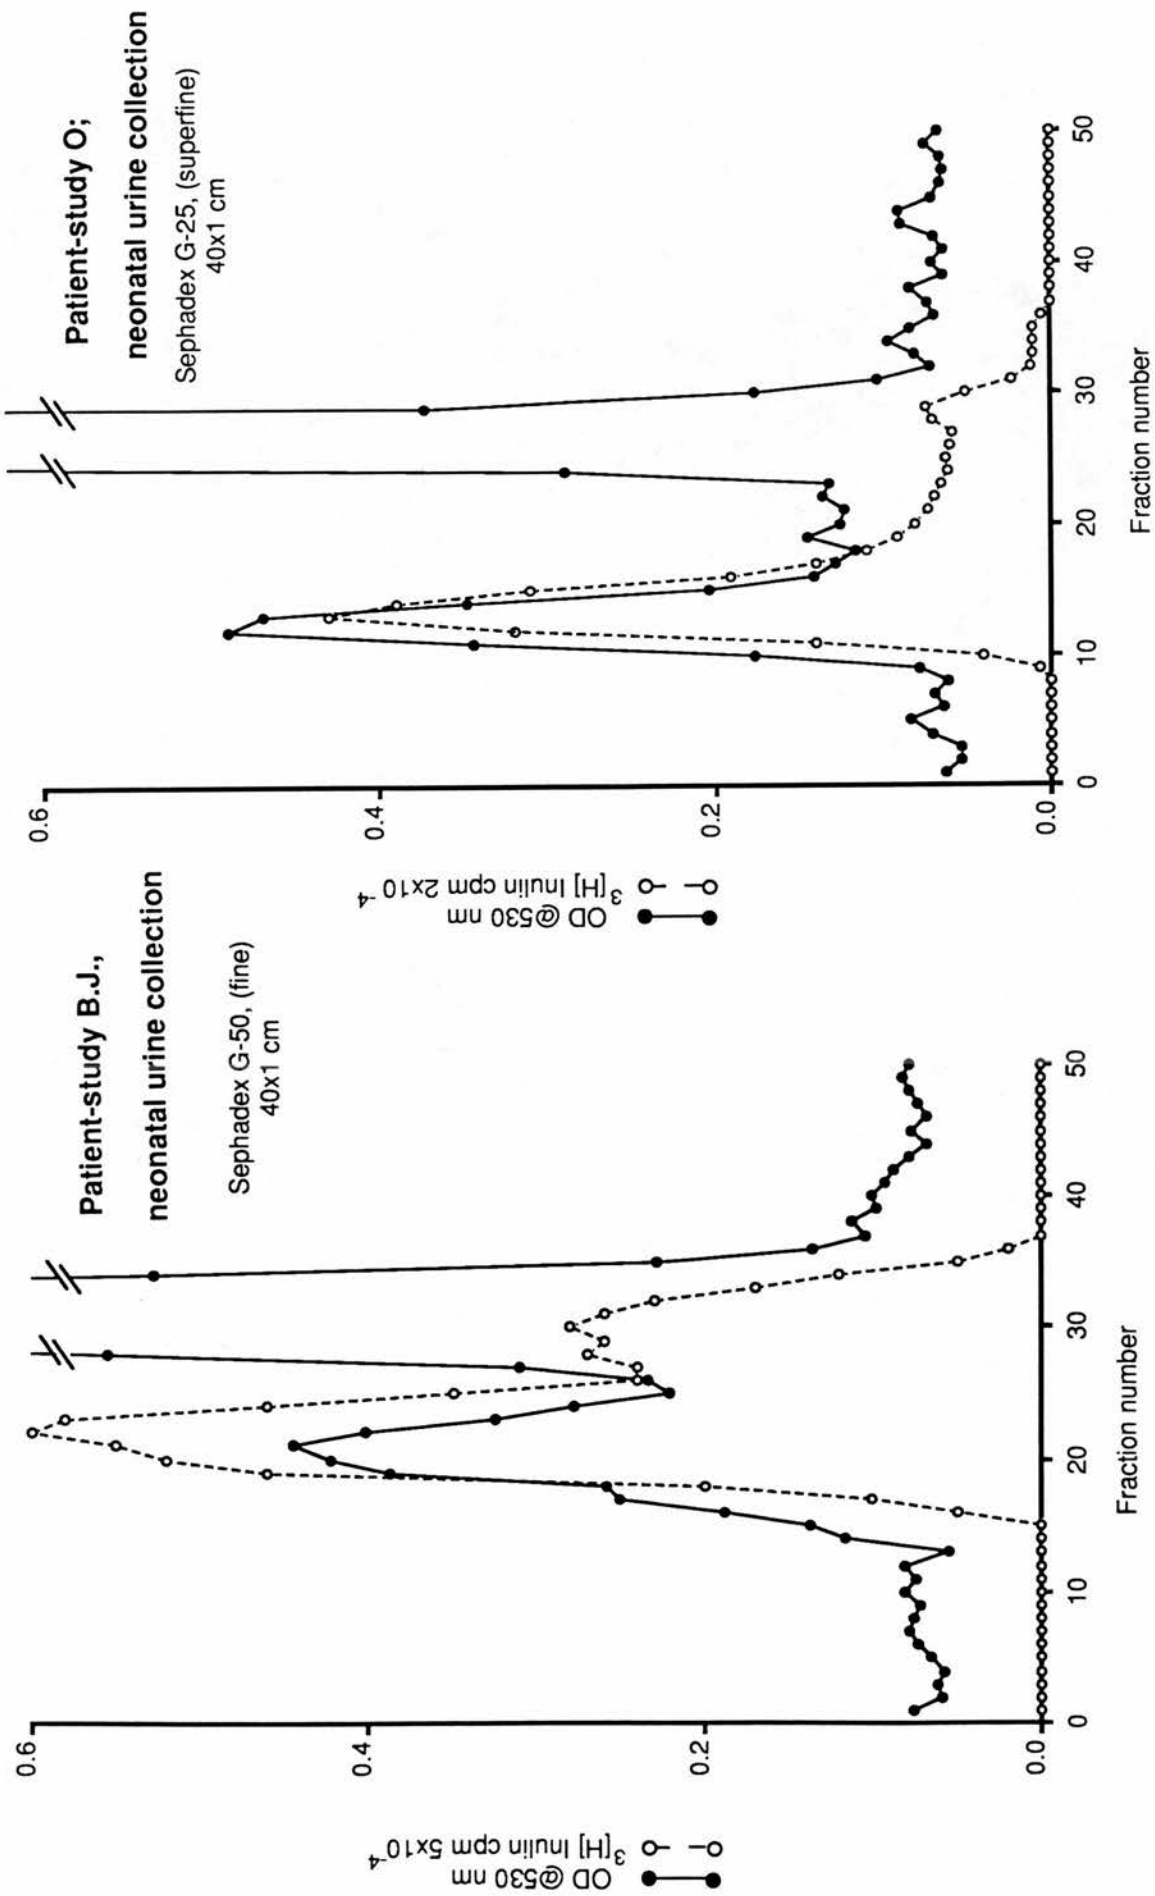 Patient-study B.J.,
neonatal urine collection
Sephadex G-50, (fine)
40x1 cm
OD @530 nm
³[H] Inulin cpm 5x10⁻⁴
0.6
0.4
0.2
0.0
0 10 20 30 40 50
Fraction number
Patient-study O;
neonatal urine collection
Sephadex G-25, (superfine)
40x1 cm
OD @530 nm
³[H] Inulin cpm 2x10⁻⁴
0.6
0.4
0.2
0.0
0 10 20 30 40 50
Fraction number